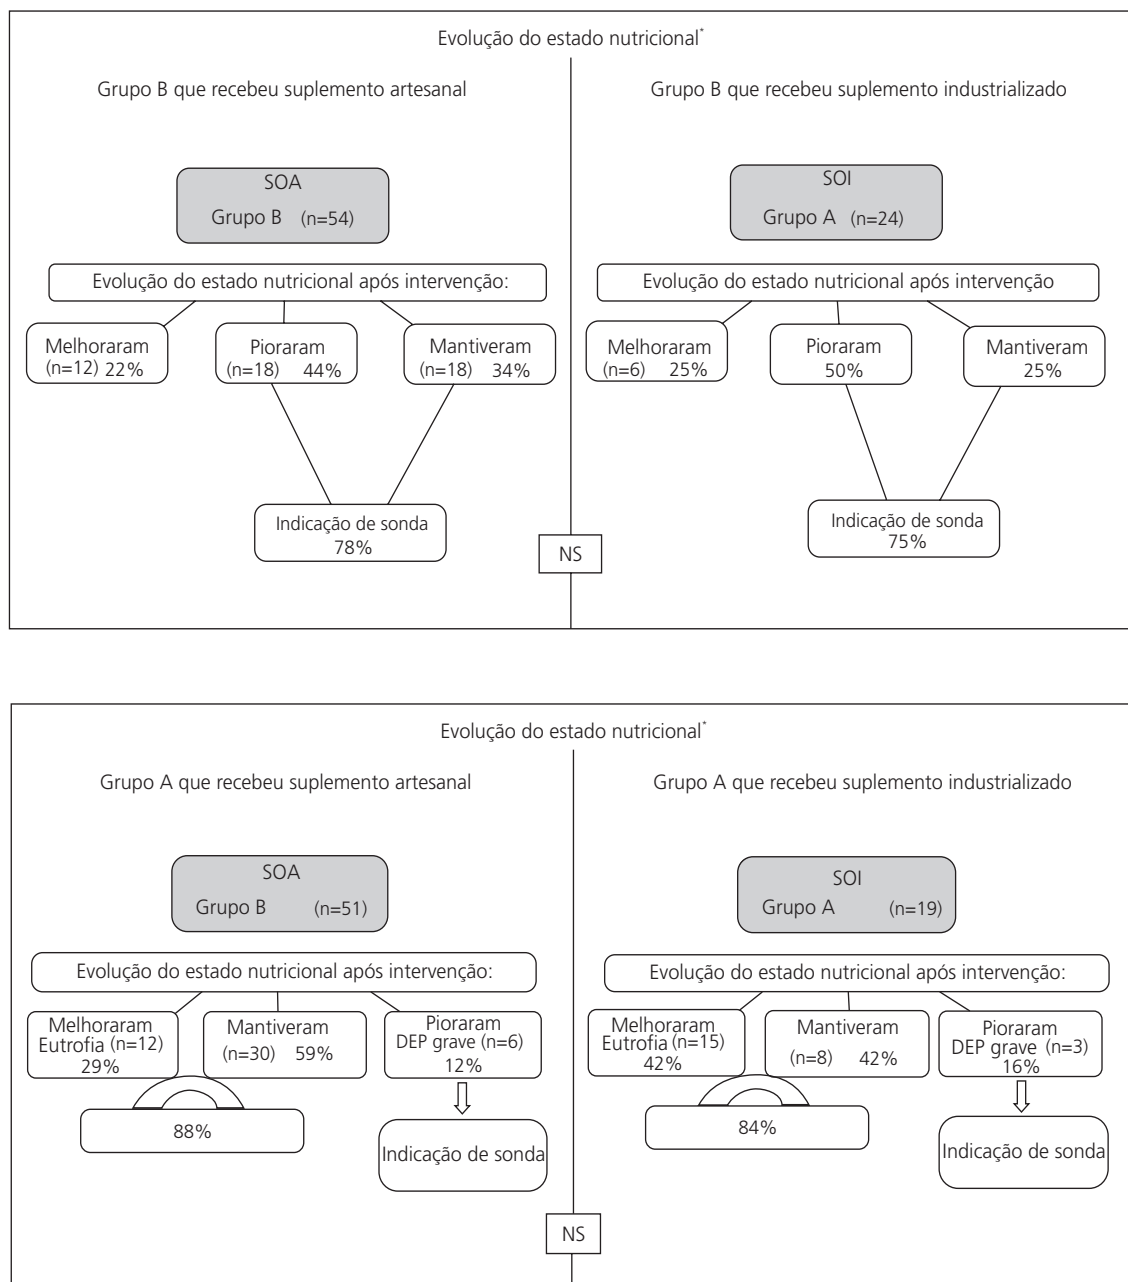 Evolução do estado nutricional*
Grupo B que recebeu suplemento artesanal
SOA
Grupo B (n=54)
Evolução do estado nutricional após intervenção:
Melhoraram
(n=12) 22%
Pioraram
(n=18) 44%
Mantiveram
(n=18) 34%
Indicação de sonda
78%
Grupo B que recebeu suplemento industrializado
SOI
Grupo A (n=24)
Evolução do estado nutricional após intervenção
Melhoraram
(n=6) 25%
Pioraram
50%
Mantiveram
25%
Indicação de sonda
75%
NS
Evolução do estado nutricional*
Grupo A que recebeu suplemento artesanal
SOA
Grupo B (n=51)
Evolução do estado nutricional após intervenção:
Melhoraram
Eutrofia (n=12)
29%
Mantiveram
(n=30) 59%
Pioraram
DEP grave (n=6)
12%
88%
Indicação de sonda
Grupo A que recebeu suplemento industrializado
SOI
Grupo A (n=19)
Evolução do estado nutricional após intervenção:
Melhoraram
Eutrofia (n=15)
42%
Mantiveram
(n=8) 42%
Pioraram
DEP grave (n=3)
16%
84%
Indicação de sonda
NS